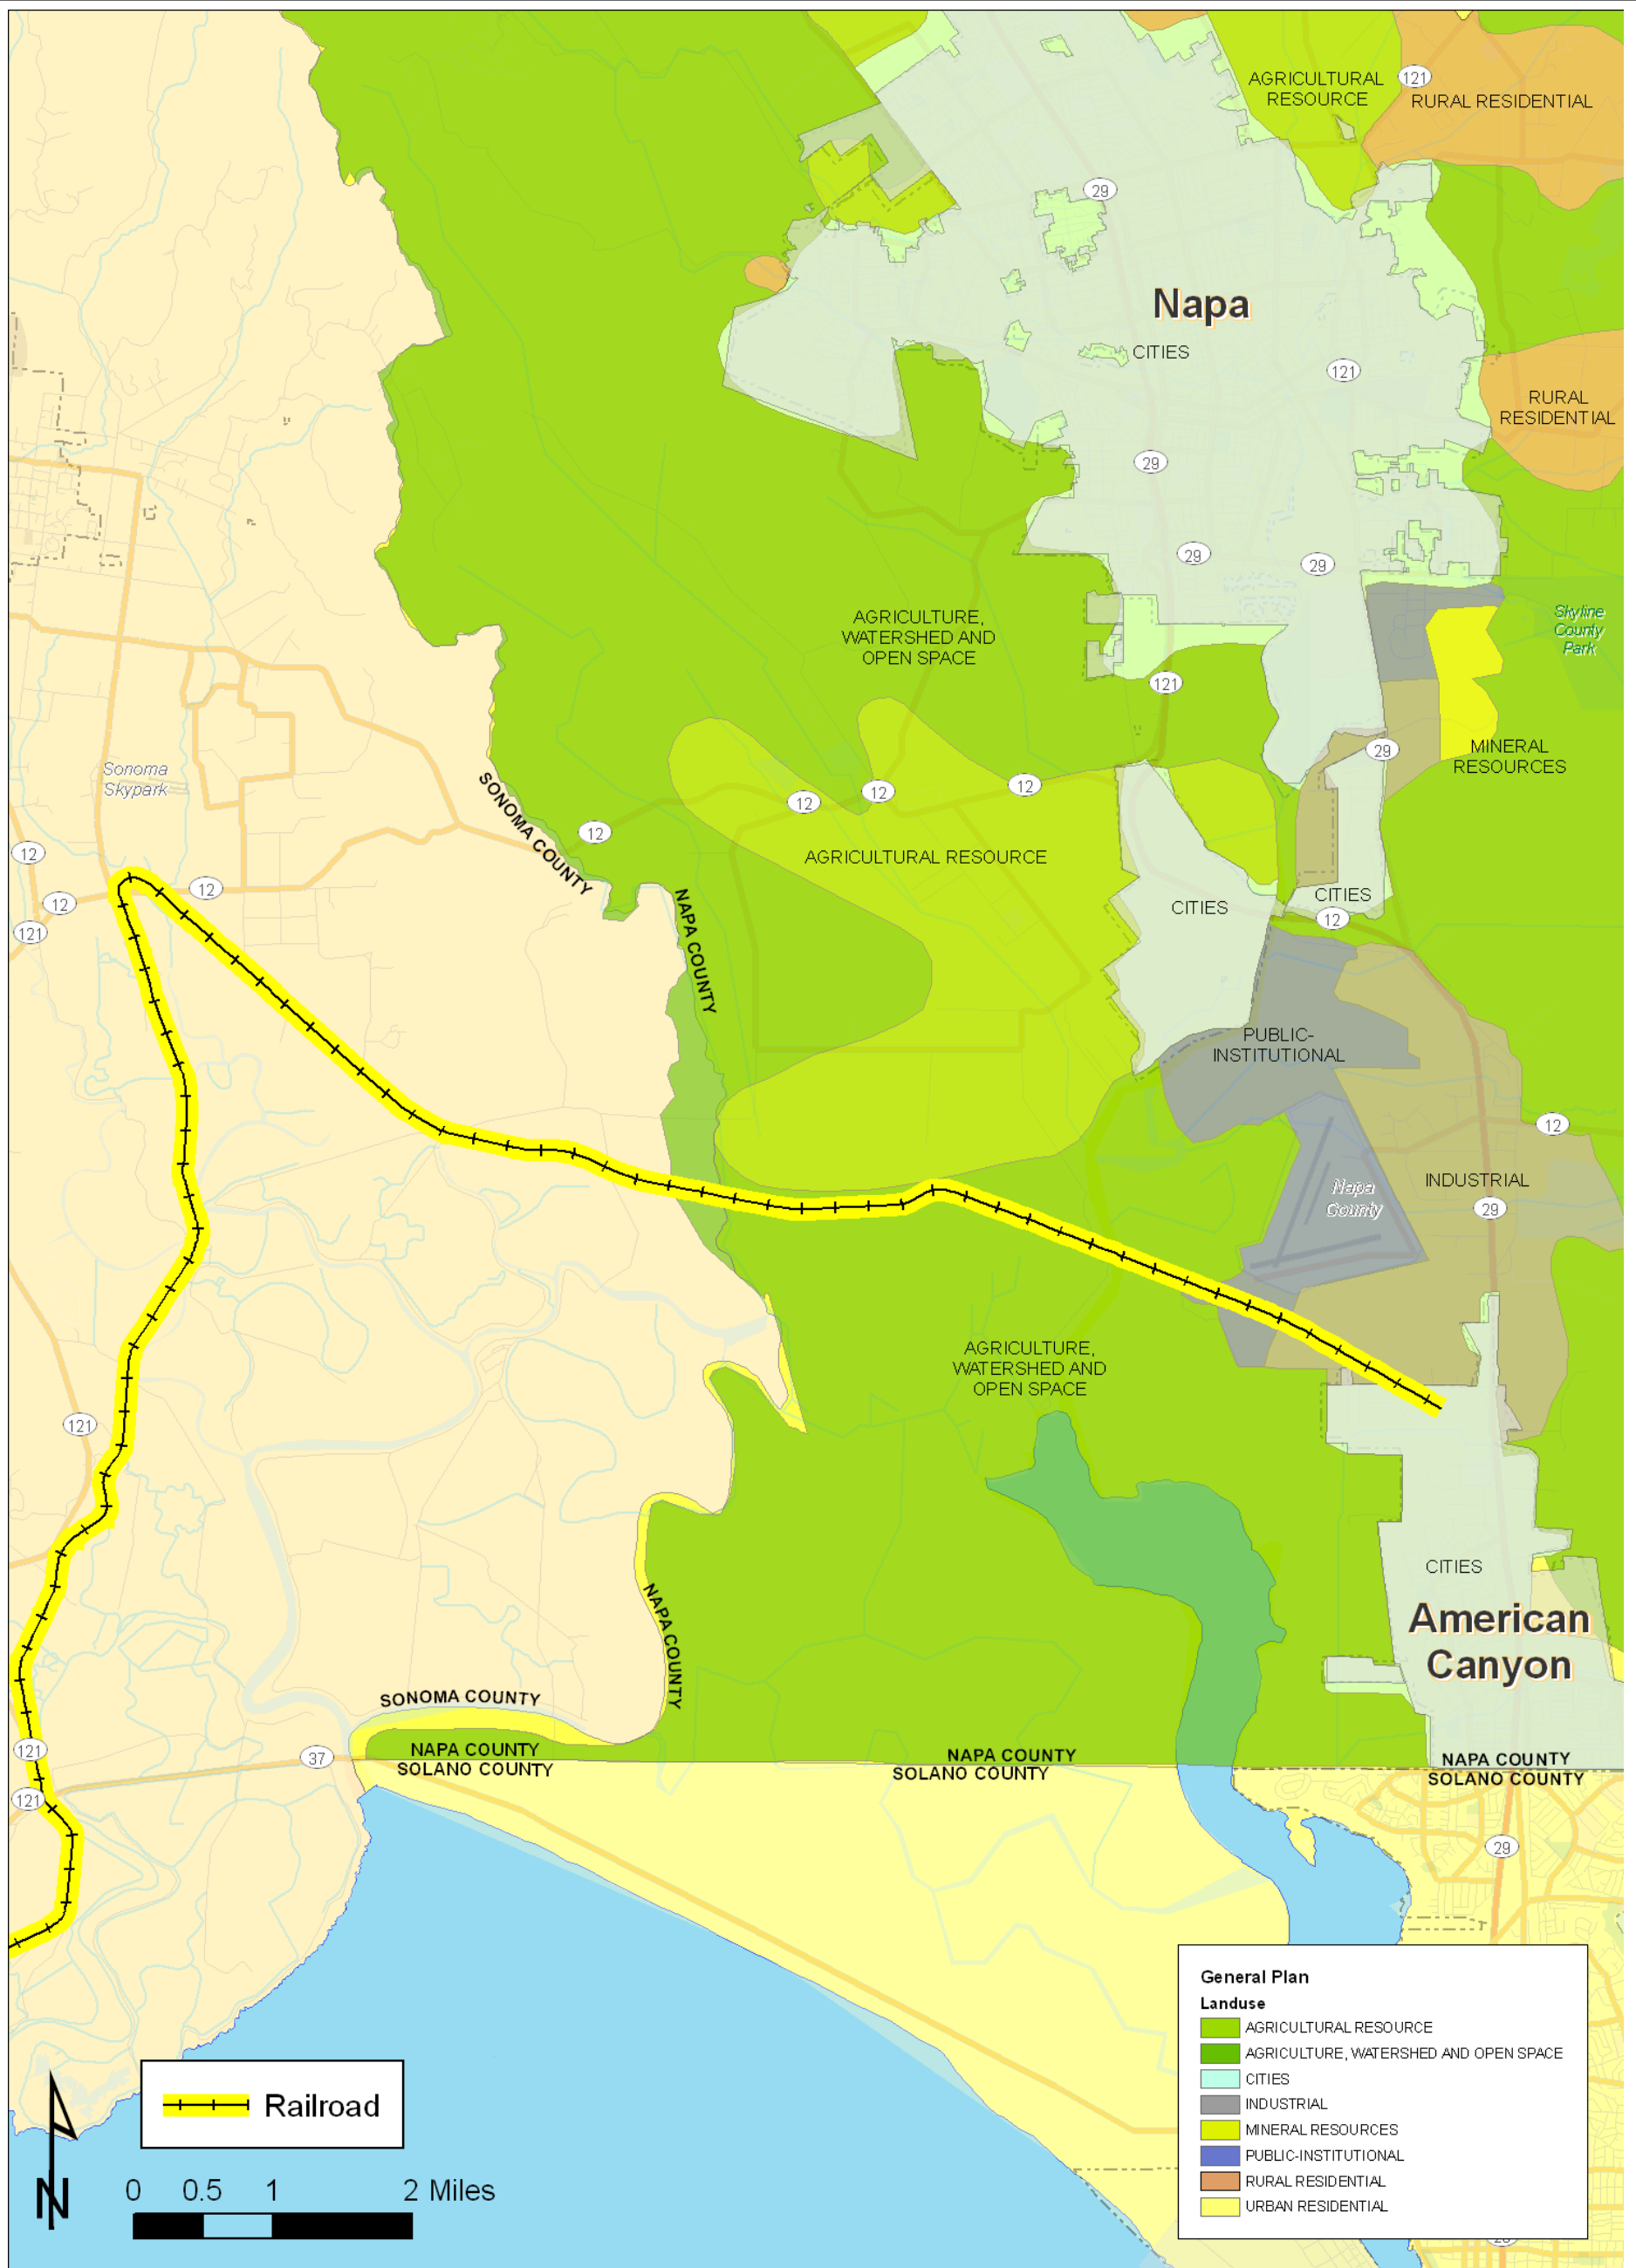 AGRICULTURAL
RESOURCE
121
RURAL RESIDENTIAL
29
Napa
CITIES
121
RURAL
RESIDENTIAL
29
29
29
AGRICULTURE,
WATERSHED AND
OPEN SPACE
Skyline
County
Park
121
MINERAL
RESOURCES
29
Sonoma
Skypark
SONOMA COUNTY
12
12
12
12
AGRICULTURAL RESOURCE
12
12
12
121
NAPA COUNTY
CITIES
CITIES
12
PUBLIC-
INSTITUTIONAL
12
INDUSTRIAL
Napa
County
29
AGRICULTURE,
WATERSHED AND
OPEN SPACE
121
CITIES
American
Canyon
NAPA COUNTY
SONOMA COUNTY
121
37
NAPA COUNTY
SOLANO COUNTY
NAPA COUNTY
SOLANO COUNTY
NAPA COUNTY
SOLANO COUNTY
121
29
General Plan
Landuse
AGRICULTURAL RESOURCE
AGRICULTURE, WATERSHED AND OPEN SPACE
CITIES
INDUSTRIAL
MINERAL RESOURCES
PUBLIC-INSTITUTIONAL
RURAL RESIDENTIAL
URBAN RESIDENTIAL
Railroad
N
0 0.5 1 2 Miles